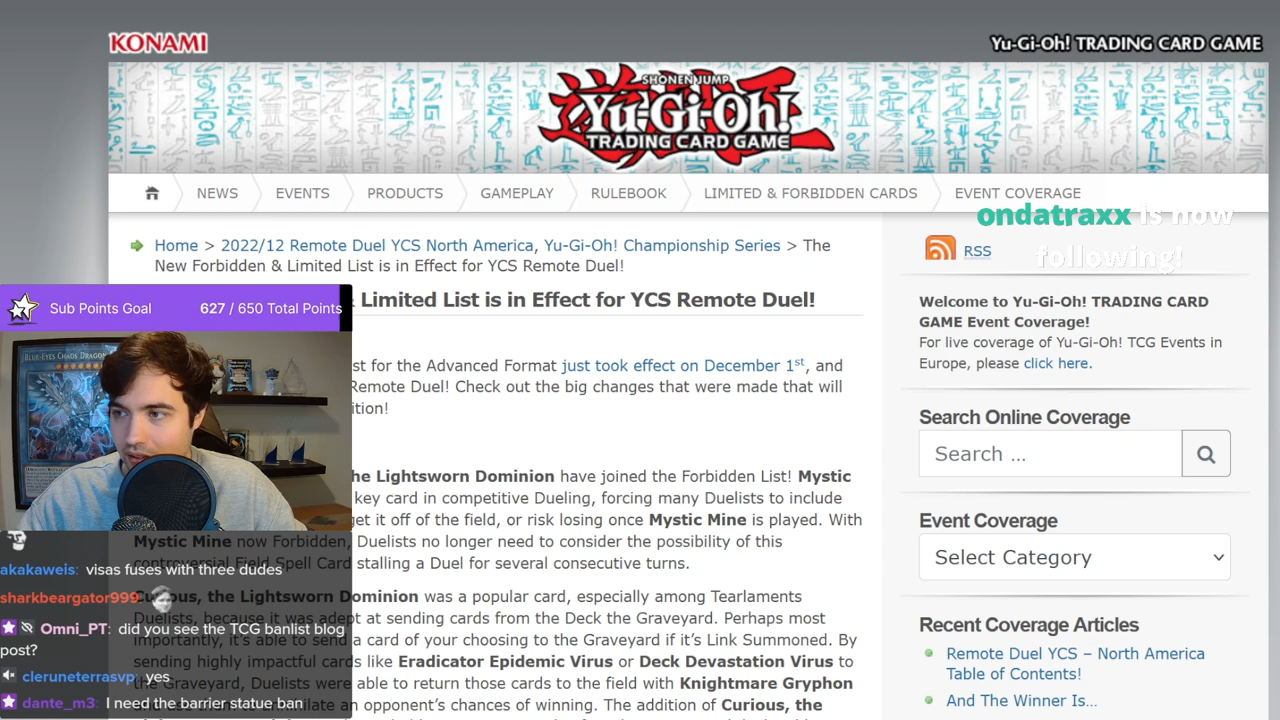 KONAMI
Yu-Gi-Oh! TRADING CARD GAME
SHONEN JUMP
Yu-Gi-Oh!
TRADING CARD GAME
NEWS
EVENTS
PRODUCTS
GAMEPLAY
RULEBOOK
LIMITED & FORBIDDEN CARDS
EVENT COVERAGE
ondatraxx is now
following!
Home > 2022/12 Remote Duel YCS North America, Yu-Gi-Oh! Championship Series > The
New Forbidden & Limited List is in Effect for YCS Remote Duel!
& Limited List is in Effect for YCS Remote Duel!
st for the Advanced Format just took effect on December 1st, and
Remote Duel! Check out the big changes that were made that will
ition!
he Lightsworn Dominion have joined the Forbidden List! Mystic
key card in competitive Dueling, forcing many Duelists to include
get it off of the field, or risk losing once Mystic Mine is played. With
Mystic Mine now Forbidden, Duelists no longer need to consider the possibility of this
controversial Field Spell Card stalling a Duel for several consecutive turns.
Curious, the Lightsworn Dominion was a popular card, especially among Tearlaments
Duelists, because it was adept at sending cards from the Deck the Graveyard. Perhaps most
importantly, it's able to send a card of your choosing to the Graveyard if it's Link Summoned. By
sending highly impactful cards like Eradicator Epidemic Virus or Deck Devastation Virus to
the Graveyard, Duelists were able to return those cards to the field with Knightmare Gryphon
an opponent's chances of winning. The addition of Curious, the
RSS
Welcome to Yu-Gi-Oh! TRADING CARD
GAME Event Coverage!
For live coverage of Yu-Gi-Oh! TCG Events in
Europe, please click here.
Search Online Coverage
Search ...
Event Coverage
Select Category
Recent Coverage Articles
Remote Duel YCS – North America
Table of Contents!
And The Winner Is...
Sub Points Goal
627 / 650 Total Points
BLUE-EYES CHAOS DRAGON
akakaweis: visas fuses with three dudes
sharkbeargator999:
Omni_PT: did you see the TCG banlist blog
post?
cleruneterrasvp: yes
dante_m3: I need the barrier statue ban